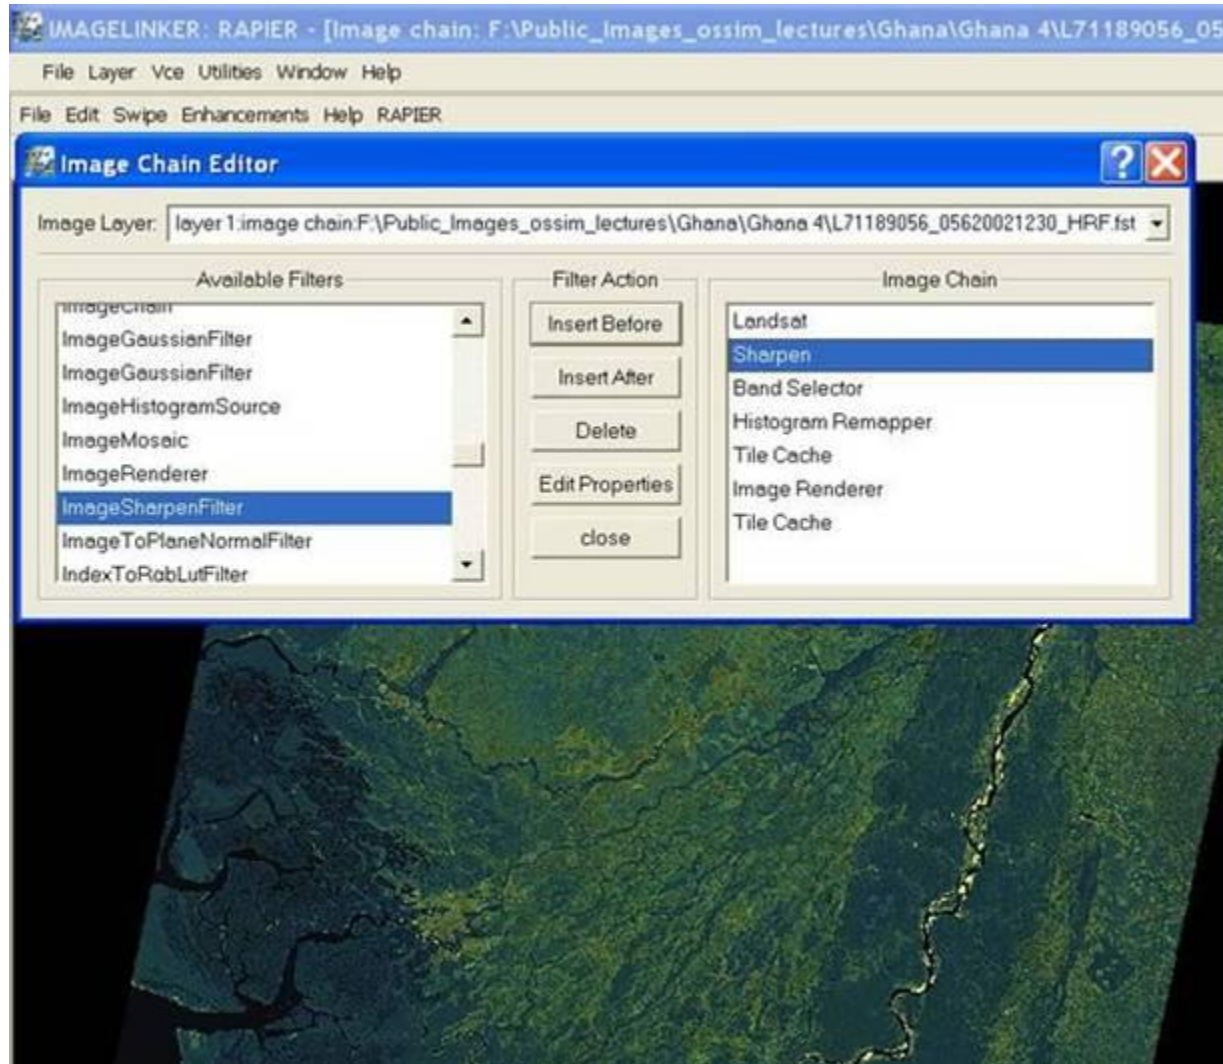 IMAGELINKER: RAPIER - [Image chain: F:\Public_Images_ossim_lectures\Ghana\Ghana 4\L71189056_05
File Layer Vce Utilities Window Help
File Edit Swipe Enhancements Help RAPIER
Image Chain Editor
Image Layer: layer 1:image chain:F:\Public_Images_ossim_lectures\Ghana\Ghana 4\L71189056_05620021230_HRF.fst
Available Filters
ImageChain
ImageGaussianFilter
ImageGaussianFilter
ImageHistogramSource
ImageMosaic
ImageRenderer
ImageSharpenFilter
ImageToPlaneNormalFilter
IndexToRgbLutFilter
Filter Action
Insert Before
Insert After
Delete
Edit Properties
close
Image Chain
Landsat
Sharpen
Band Selector
Histogram Remapper
Tile Cache
Image Renderer
Tile Cache